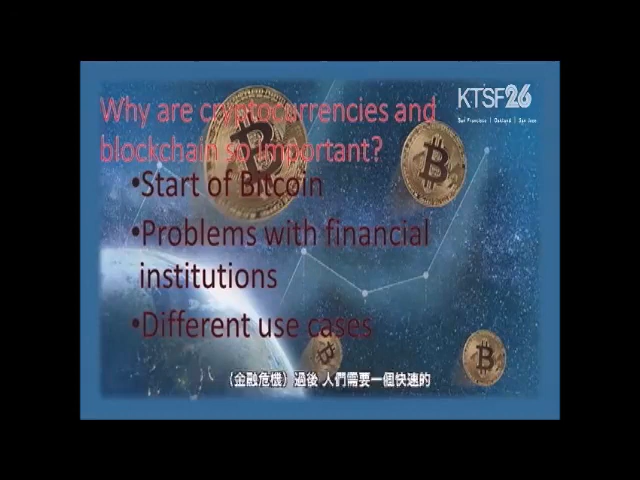 KTSF26
San Francisco | Oakland | San Jose
Why are cryptocurrencies and
blockchain so important?
•Start of Bitcoin
•Problems with financial
institutions
•Different use cases
（金融危機）過後 人們需要一個快速的